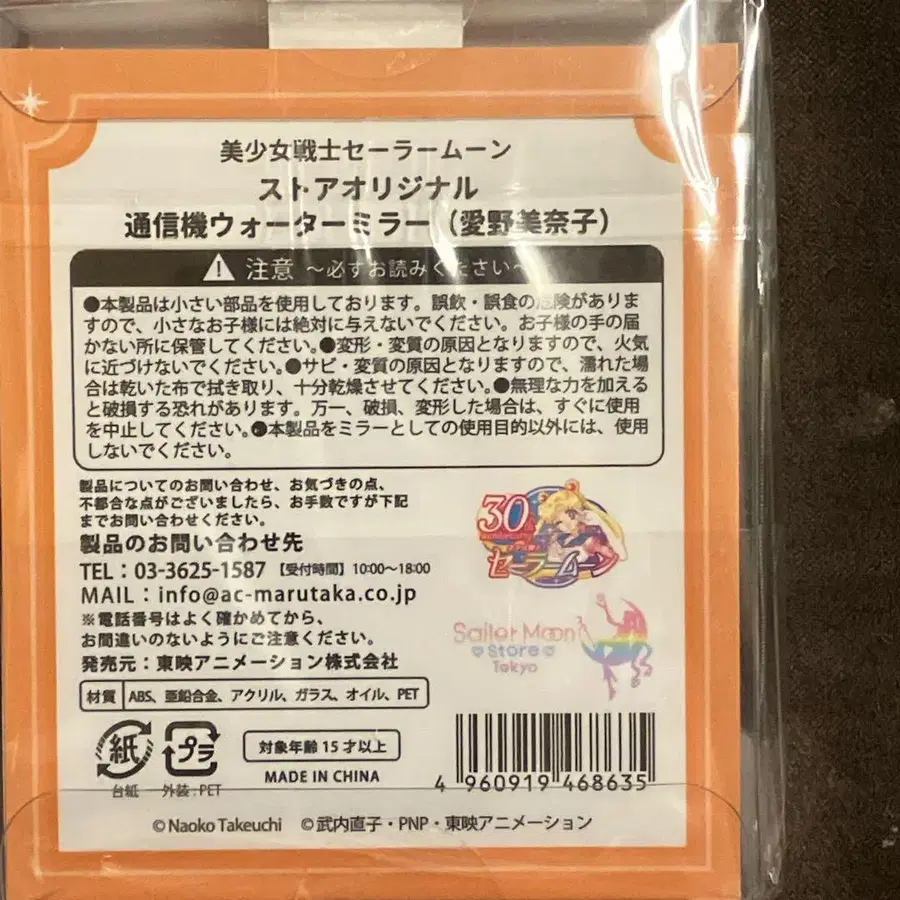 美少女戦士セーラームーン
ストアオリジナル
通信機ウォーターミラー（愛野美奈子）
注意 ～必ずお読みください～
●本製品は小さい部品を使用しております。誤飲・誤食の危険がありま
すので、小さなお子様には絶対に与えないでください。お子様の手の届
かない所に保管してください。●変形・変質の原因となりますので、火気
に近づけないでください。●サビ・変質の原因となりますので、濡れた場
合は乾いた布で拭き取り、十分乾燥させてください。●無理な力を加える
と破損する恐れがあります。万一、破損、変形した場合は、すぐに使用
を中止してください。●本製品をミラーとしての使用目的以外には、使用
しないでください。
製品についてのお問い合わせ、お気づきの点、
不都合な点がございましたら、お手数ですが下記
までお問い合わせください。
製品のお問い合わせ先
TEL：03-3625-1587 【受付時間】10:00～18:00
MAIL：info@ac-marutaka.co.jp
※電話番号はよく確かめてから、
お間違いのないようにご注意ください。
発売元：東映アニメーション株式会社
30th
anniversary
セーラームーン
Sailor Moon
Store
Tokyo
材質 ABS、亜鉛合金、アクリル、ガラス、オイル、PET
紙
台紙
プラ
外装：PET
対象年齢15才以上
MADE IN CHINA
4 960919 468635
©Naoko Takeuchi ©武内直子・PNP・東映アニメーション